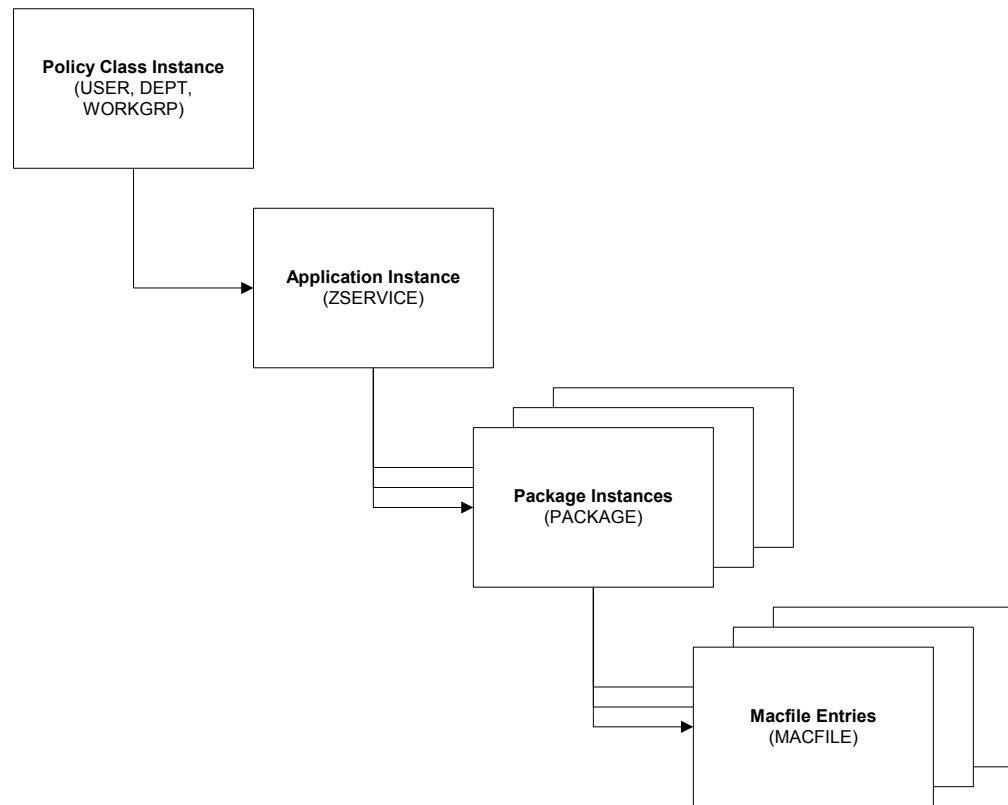 Policy Class Instance
(USER, DEPT,
WORKGRP)
Application Instance
(ZSERVICE)
Package Instances
(PACKAGE)
Macfile Entries
(MACFILE)